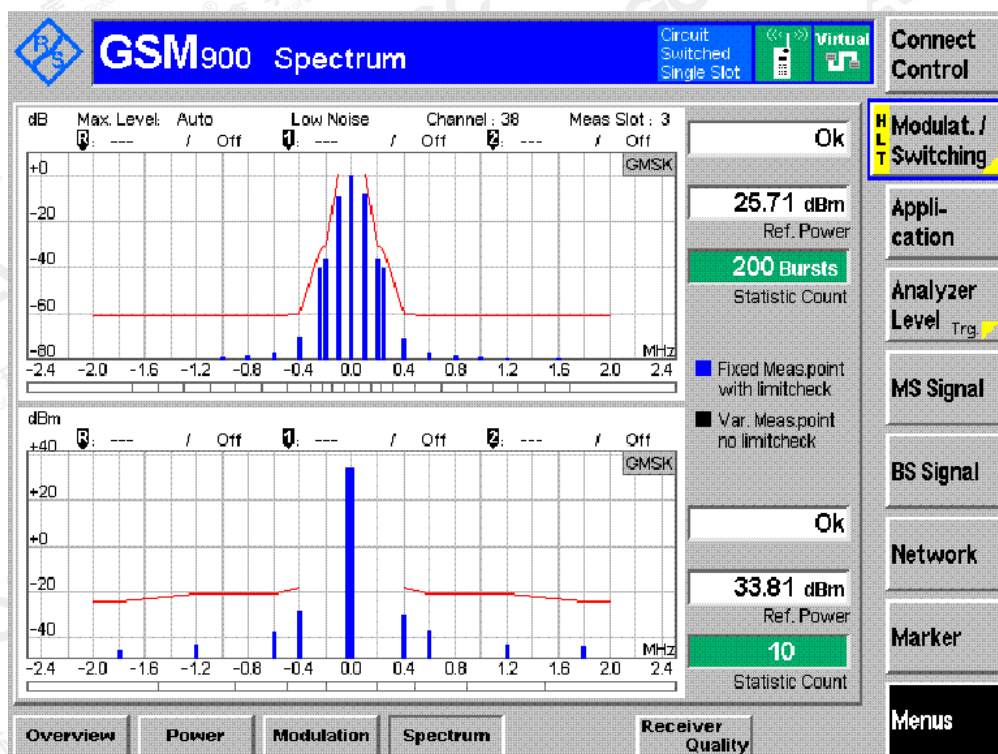 R/S
GSM900 Spectrum
Circuit
Switched
Single Slot
Virtual
Connect
Control
dB Max. Level: Auto Low Noise Channel : 38 Meas Slot : 3
R: --- / Off 1: --- / Off 2: --- / Off
GMSK
+0
-20
-40
-60
-80
MHz
-2.4 -2.0 -1.6 -1.2 -0.8 -0.4 0.0 0.4 0.8 1.2 1.6 2.0 2.4
Ok
25.71 dBm
Ref. Power
200 Bursts
Statistic Count
Fixed Meas.point
with limitcheck
Var. Meas.point
no limitcheck
dBm
R: --- / Off 1: --- / Off 2: --- / Off
GMSK
+40
+20
+0
-20
-40
MHz
-2.4 -2.0 -1.6 -1.2 -0.8 -0.4 0.0 0.4 0.8 1.2 1.6 2.0 2.4
Ok
33.81 dBm
Ref. Power
10
Statistic Count
HLT
Modulat. /
Switching
Appli-
cation
Analyzer
Level Trg.
MS Signal
BS Signal
Network
Marker
Menus
Overview
Power
Modulation
Spectrum
Receiver
Quality